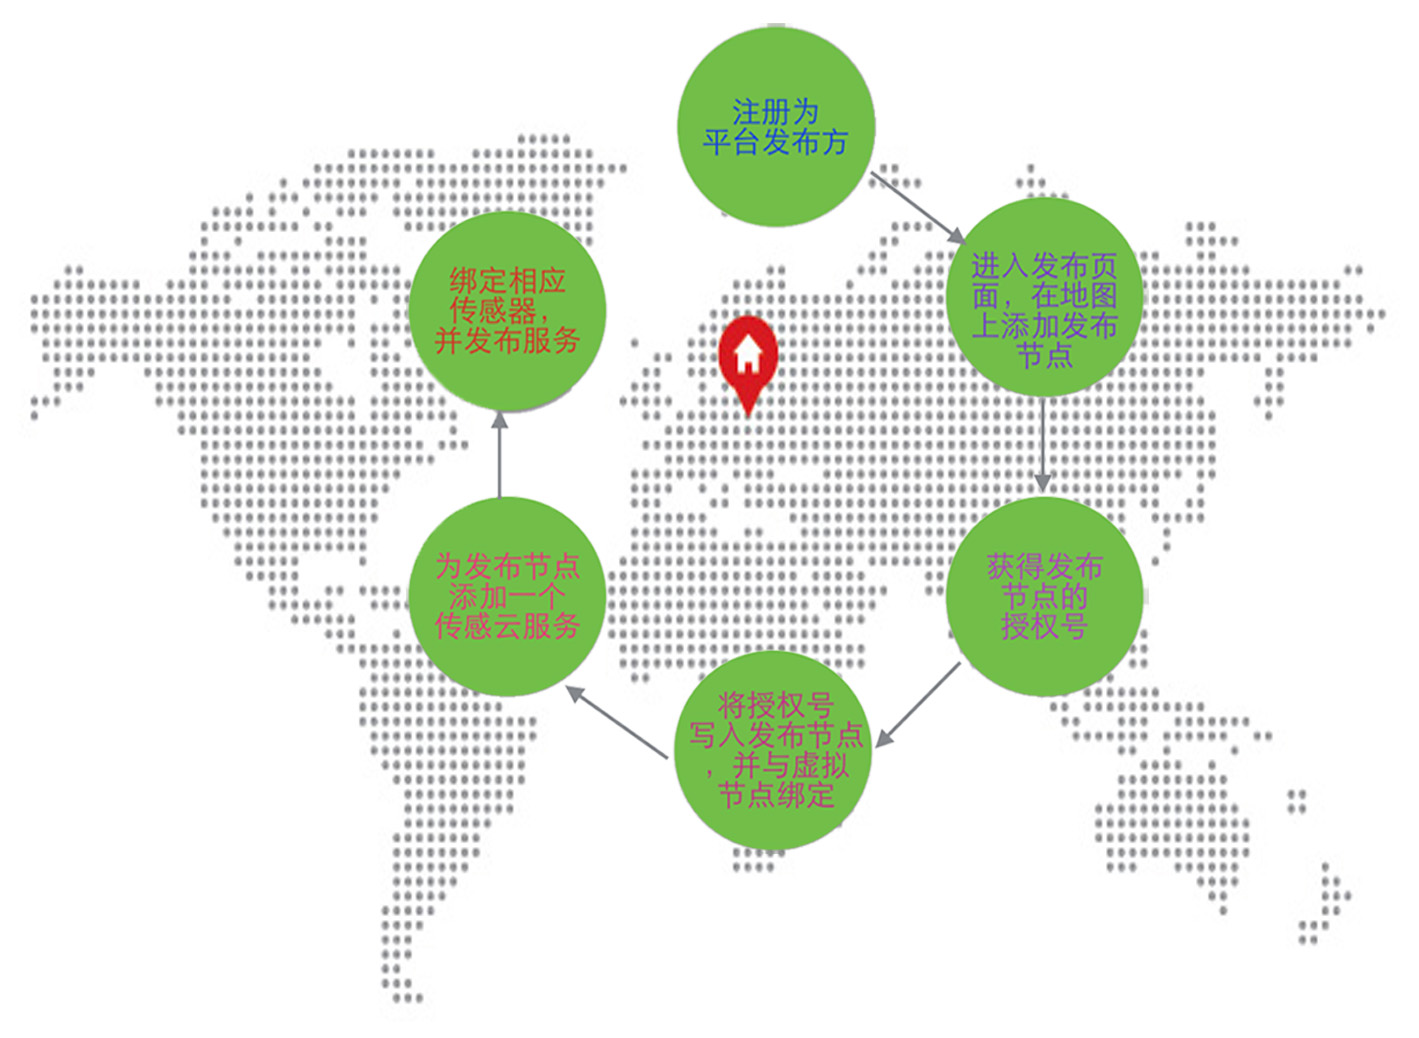 注册为
平台发布方
进入发布页
面，在地图
上添加发布
节点
获得发布
节点的
授权号
将授权号
写入发布节点
，并与虚拟
节点绑定
为发布节点
添加一个
传感云服务
绑定相应
传感器，
并发布服务